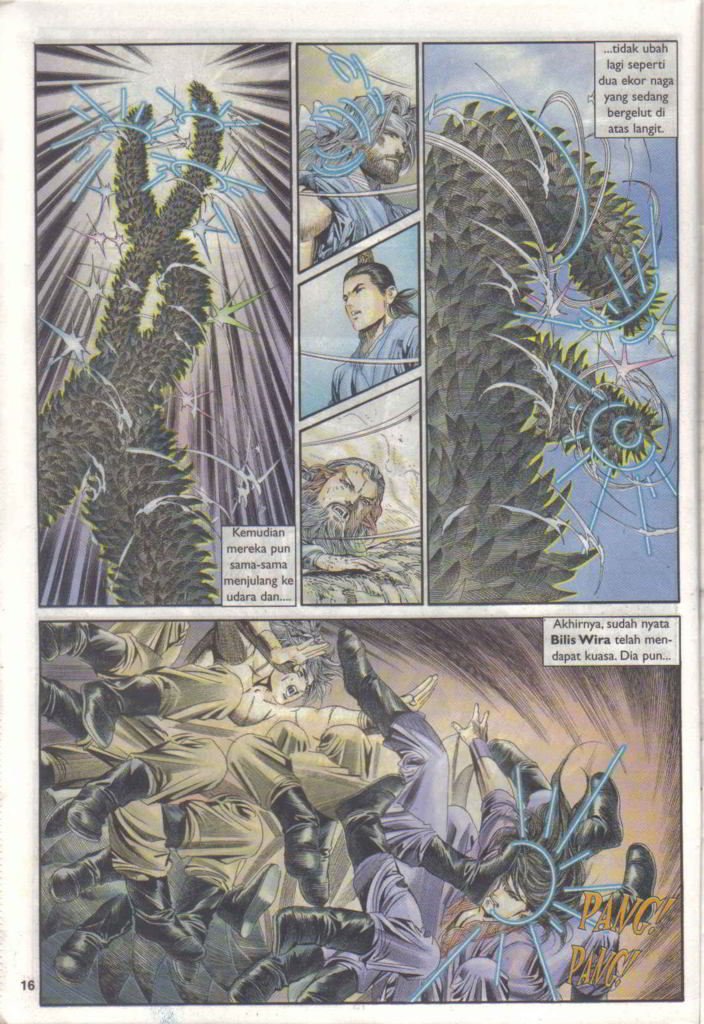 Kemudian
mereka pun
sama-sama
menjulang ke
udara dan....
...tidak ubah
lagi seperti
dua ekor naga
yang sedang
bergelut di
atas langit.
Akhirnya, sudah nyata
Bilis Wira telah men-
dapat kuasa. Dia pun...
PANG!
PANG!
16